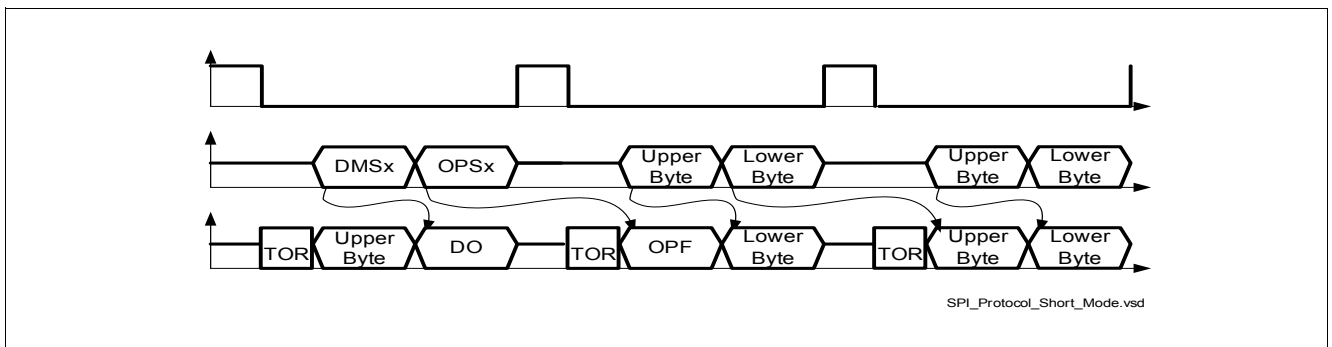 DMSx
OPSx
Upper
Byte
Lower
Byte
Upper
Byte
Lower
Byte
TOR
Upper
Byte
DO
TOR
OPF
Lower
Byte
TOR
Upper
Byte
Lower
Byte
SPI_Protocol_Short_Mode.vsd